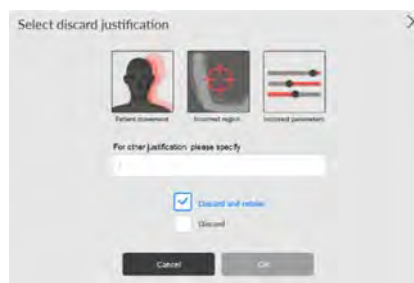 Select discard justification
Patient movement
Incorrect region
Incorrect parameters
For other justification please specify
Discard and retake
Discard
Cancel
OK